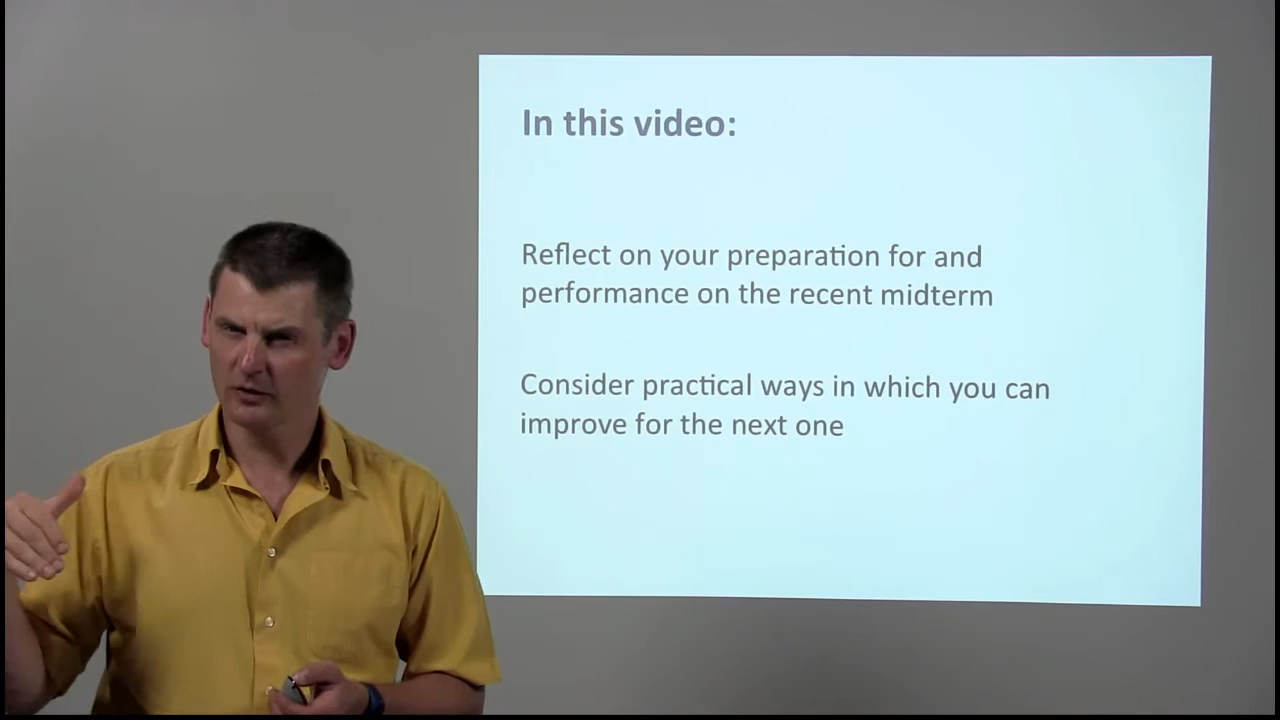 In this video:
Reflect on your preparation for and
performance on the recent midterm
Consider practical ways in which you can
improve for the next one